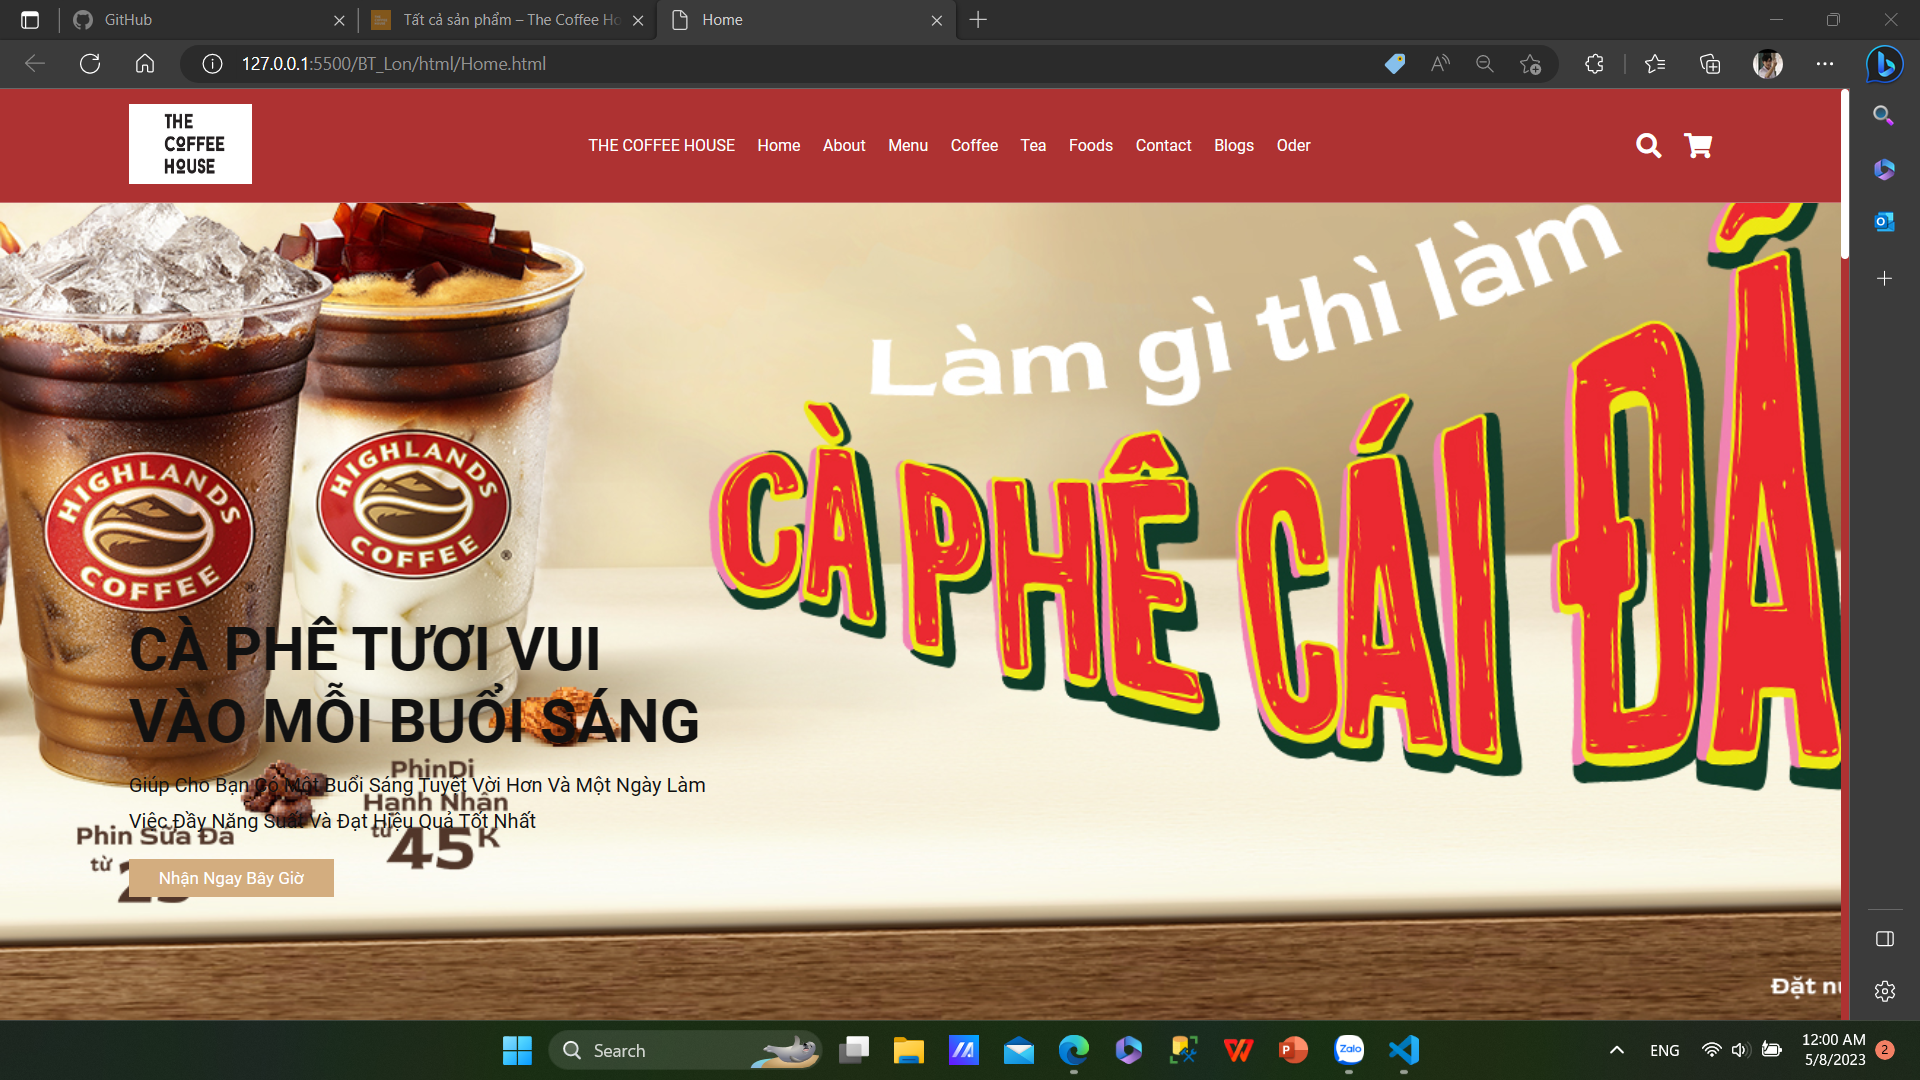 GitHub
Tất cả sản phẩm – The Coffee Ho
Home
127.0.0.1:5500/BT_Lon/html/Home.html
THE
COFFEE
HOUSE
THE COFFEE HOUSE Home About Menu Coffee Tea Foods Contact Blogs Oder
Làm gì thì làm
CÀ PHÊ CÁI ĐÁ
HIGHLANDS
COFFEE
HIGHLANDS
COFFEE
®
CÀ PHÊ TƯƠI VUI
VÀO MỖI BUỔI SÁNG
PhinDi
Hạnh Nhân
từ 45K
Giúp Cho Bạn Có Một Buổi Sáng Tuyệt Vời Hơn Và Một Ngày Làm
Việc Đầy Năng Suất Và Đạt Hiệu Quả Tốt Nhất
Phin Sữa Đá
từ
Nhận Ngay Bây Giờ
Đặt
Search
Zalo
ENG
12:00 AM
5/8/2023
2